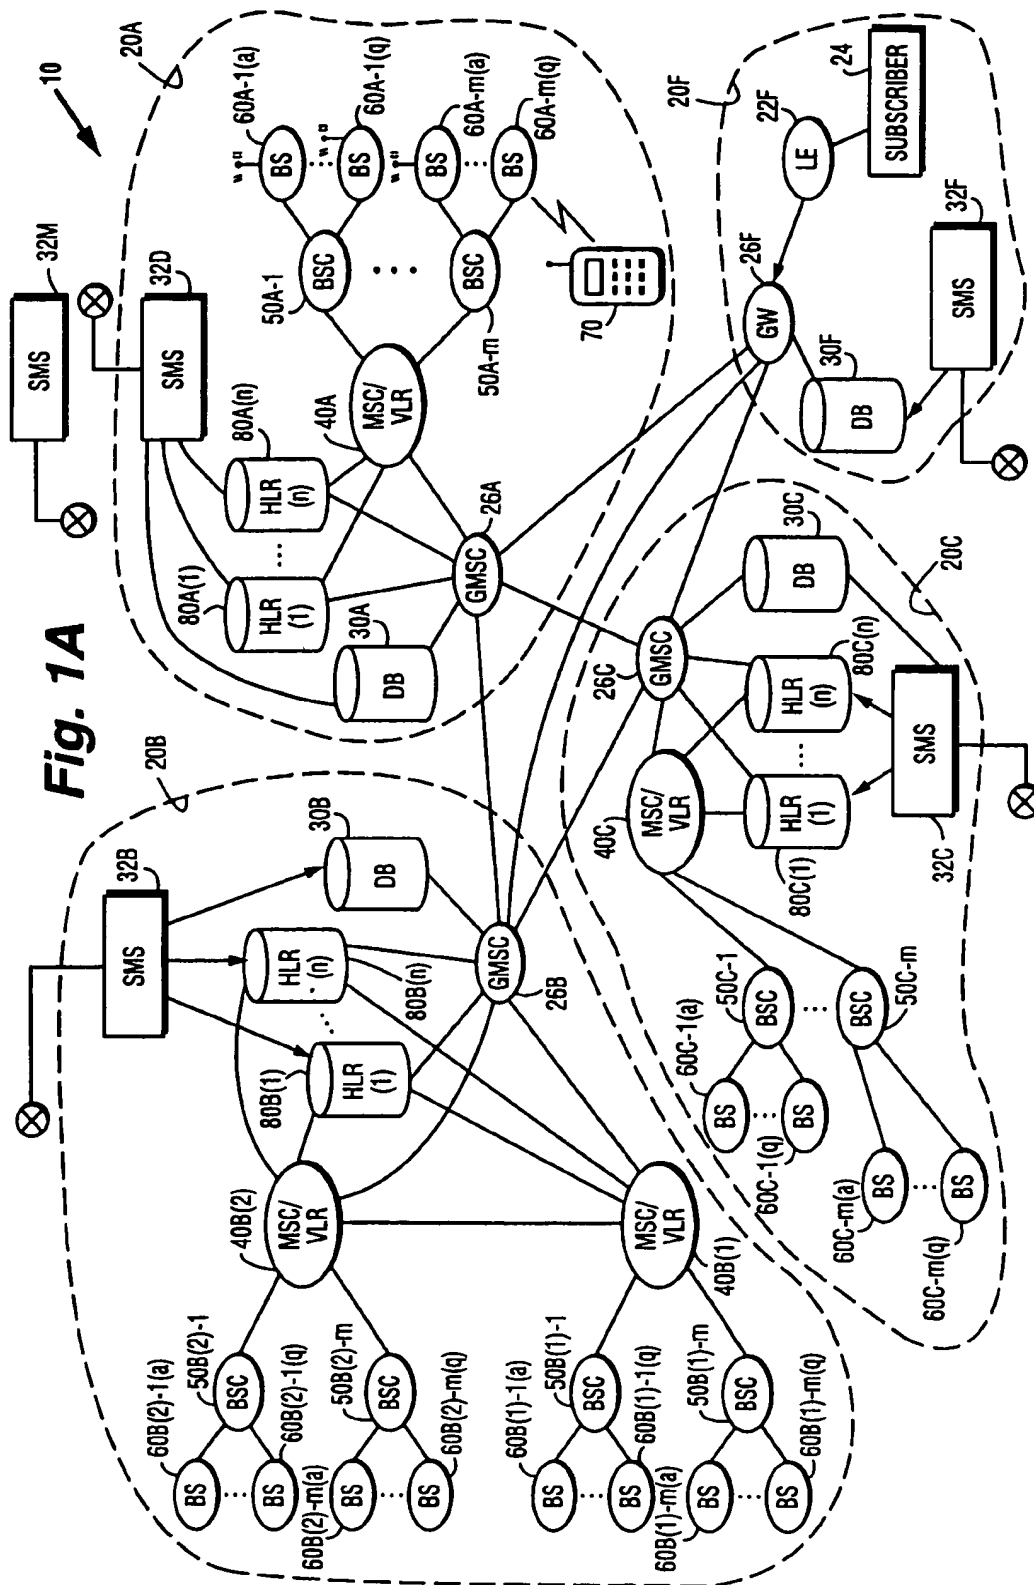 Fig. 1A
10
20B
32B
SMS
30B
DB
HLR
(n)
80B(n)
HLR
(1)
80B(1)
GMSC
26B
MSC/
VLR
40B(2)
MSC/
VLR
40B(1)
50B(2)-1
BSC
60B(2)-1(a)
BS
BS
60B(2)-1(q)
50B(2)-m
BSC
60B(2)-m(a)
BS
BS
60B(2)-m(q)
50B(1)-1
BSC
60B(1)-1(a)
BS
BS
60B(1)-1(q)
50B(1)-m
BSC
60B(1)-m(a)
BS
BS
60B(1)-m(q)
32M
SMS
32D
SMS
20A
80A(n)
HLR
(n)
80A(1)
HLR
(1)
30A
DB
GMSC
26A
40A
MSC/
VLR
50A-1
BSC
BSC
50A-m
60A-1(a)
BS
60A-1(q)
BS
60A-m(a)
BS
60A-m(q)
BS
70
20C
26C
GMSC
30C
DB
80C(n)
HLR
(n)
HLR
(1)
80C(1)
SMS
32C
40C
MSC/
VLR
50C-1
BSC
50C-m
BSC
60C-1(a)
BS
BS
60C-1(q)
60C-m(a)
BS
BS
60C-m(q)
20F
22F
LE
24
SUBSCRIBER
26F
GW
30F
DB
32F
SMS